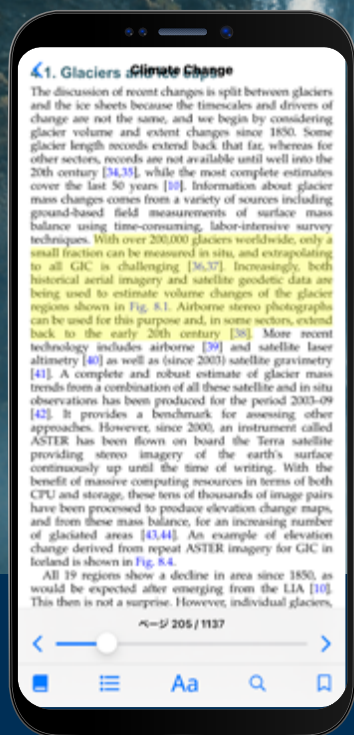 4.1. Glaciers and Ice Caps
Climate Change
The discussion of recent changes is split between glaciers
and the ice sheets because the timescales and drivers of
change are not the same, and we begin by considering
glacier volume and extent changes since 1850. Some
glacier length records extend back that far, whereas for
other sectors, records are not available until well into the
20th century [34,35], while the most complete estimates
cover the last 50 years [10]. Information about glacier
mass changes comes from a variety of sources including
ground-based field measurements of surface mass
balance using time-consuming, labor-intensive survey
techniques. With over 200,000 glaciers worldwide, only a
small fraction can be measured in situ, and extrapolating
to all GIC is challenging [36,37]. Increasingly, both
historical aerial imagery and satellite geodetic data are
being used to estimate volume changes of the glacier
regions shown in Fig. 8.1. Airborne stereo photographs
can be used for this purpose and, in some sectors, extend
back to the early 20th century [38]. More recent
technology includes airborne [39] and satellite laser
altimetry [40] as well as (since 2003) satellite gravimetry
[41]. A complete and robust estimate of glacier mass
trends from a combination of all these satellite and in situ
observations has been produced for the period 2003–09
[42]. It provides a benchmark for assessing other
approaches. However, since 2000, an instrument called
ASTER has been flown on board the Terra satellite
providing stereo imagery of the earth's surface
continuously up until the time of writing. With the
benefit of massive computing resources in terms of both
CPU and storage, these tens of thousands of image pairs
have been processed to produce elevation change maps,
and from these mass balance, for an increasing number
of glaciated areas [43,44]. An example of elevation
change derived from repeat ASTER imagery for GIC in
Iceland is shown in Fig. 8.4.
All 19 regions show a decline in area since 1850, as
would be expected after emerging from the LIA [10].
This then is not a surprise. However, individual glaciers,
ページ 205 / 1137
Aa